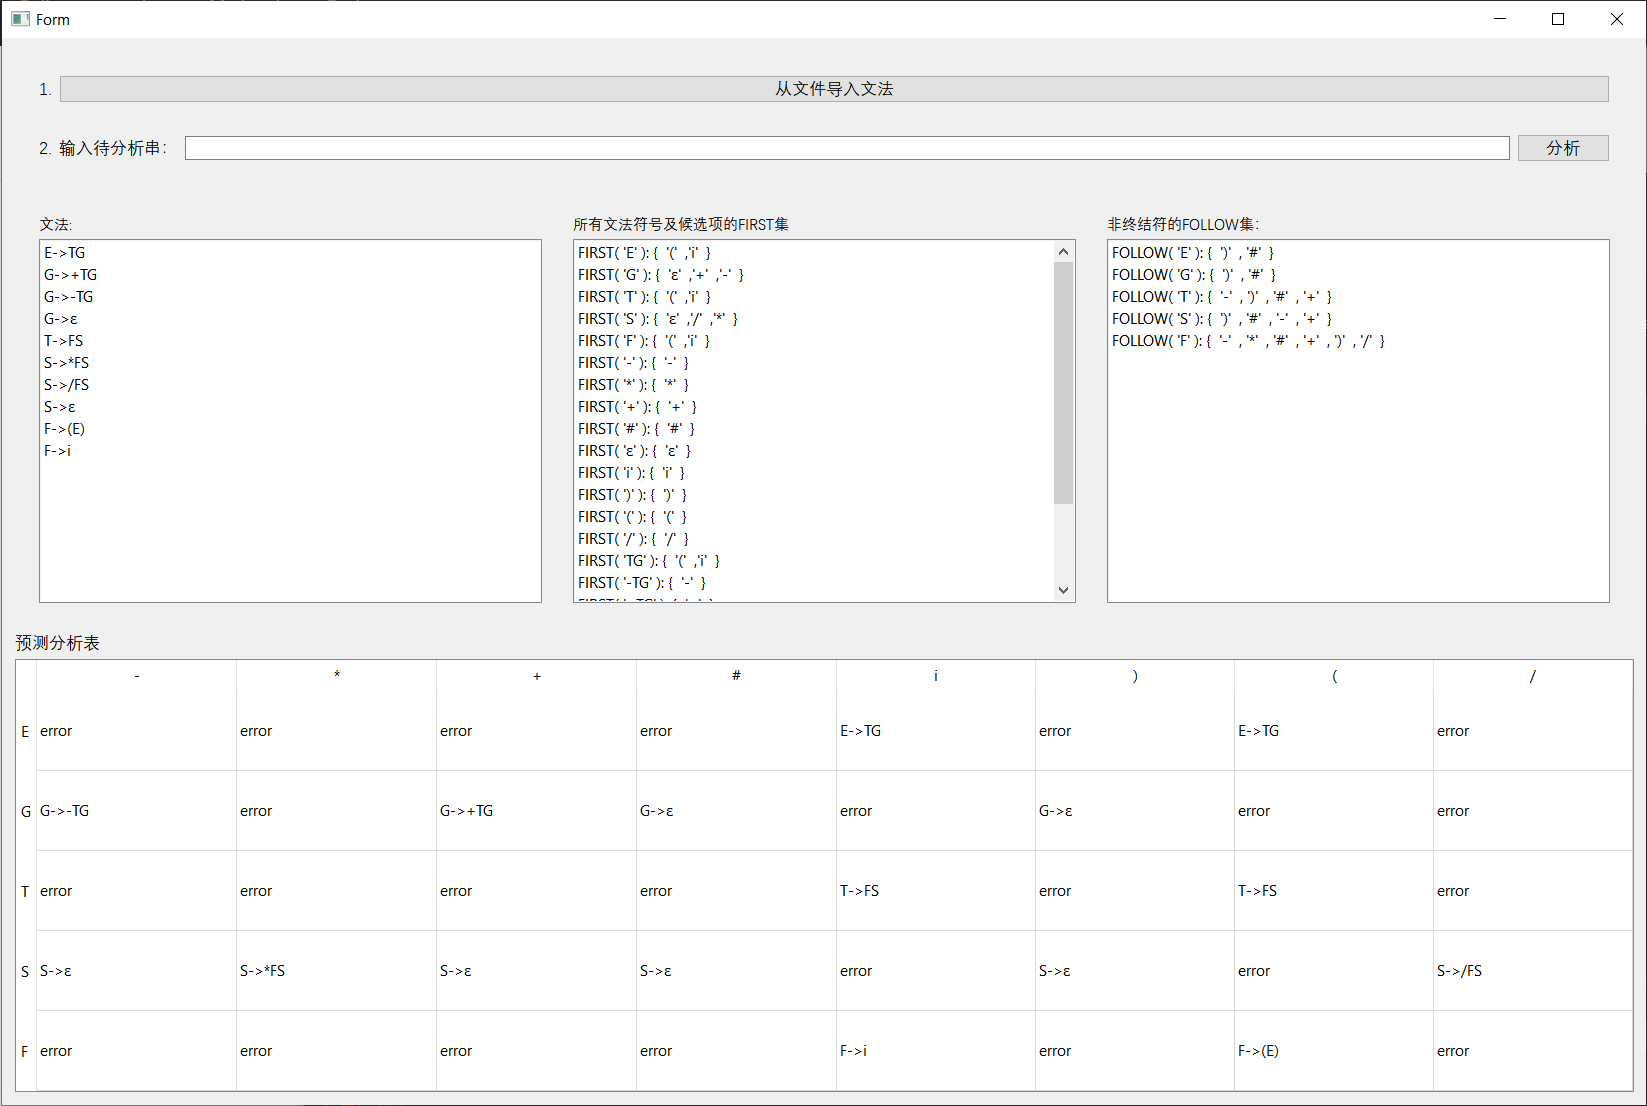 Form
1. 从文件导入文法
2. 输入待分析串: 分析
文法:
E->TG
G->+TG
G->-TG
G->ε
T->FS
S->*FS
S->/FS
S->ε
F->(E)
F->i
所有文法符号及候选项的FIRST集
FIRST( 'E' ): {  '('  ,'i'  }
FIRST( 'G' ): {  'ε'  ,'+'  ,'-'  }
FIRST( 'T' ): {  '('  ,'i'  }
FIRST( 'S' ): {  'ε'  ,'/'  ,'*'  }
FIRST( 'F' ): {  '('  ,'i'  }
FIRST( '-' ): {  '-'  }
FIRST( '*' ): {  '*'  }
FIRST( '+' ): {  '+'  }
FIRST( '#' ): {  '#'  }
FIRST( 'ε' ): {  'ε'  }
FIRST( 'i' ): {  'i'  }
FIRST( ')' ): {  ')'  }
FIRST( '(' ): {  '('  }
FIRST( '/' ): {  '/'  }
FIRST( 'TG' ): {  '('  ,'i'  }
FIRST( '-TG' ): {  '-'  }
非终结符的FOLLOW集:
FOLLOW( 'E' ): {  ')'  , '#'  }
FOLLOW( 'G' ): {  ')'  , '#'  }
FOLLOW( 'T' ): {  '-'  , ')'  , '#'  , '+'  }
FOLLOW( 'S' ): {  ')'  , '#'  , '-'  , '+'  }
FOLLOW( 'F' ): {  '-'  , '*'  , '#'  , '+'  , ')'  , '/'  }
预测分析表
- * + # i ) ( /
E error error error error E->TG error E->TG error
G G->-TG error G->+TG G->ε error G->ε error error
T error error error error T->FS error T->FS error
S S->ε S->*FS S->ε S->ε error S->ε error S->/FS
F error error error error F->i error F->(E) error